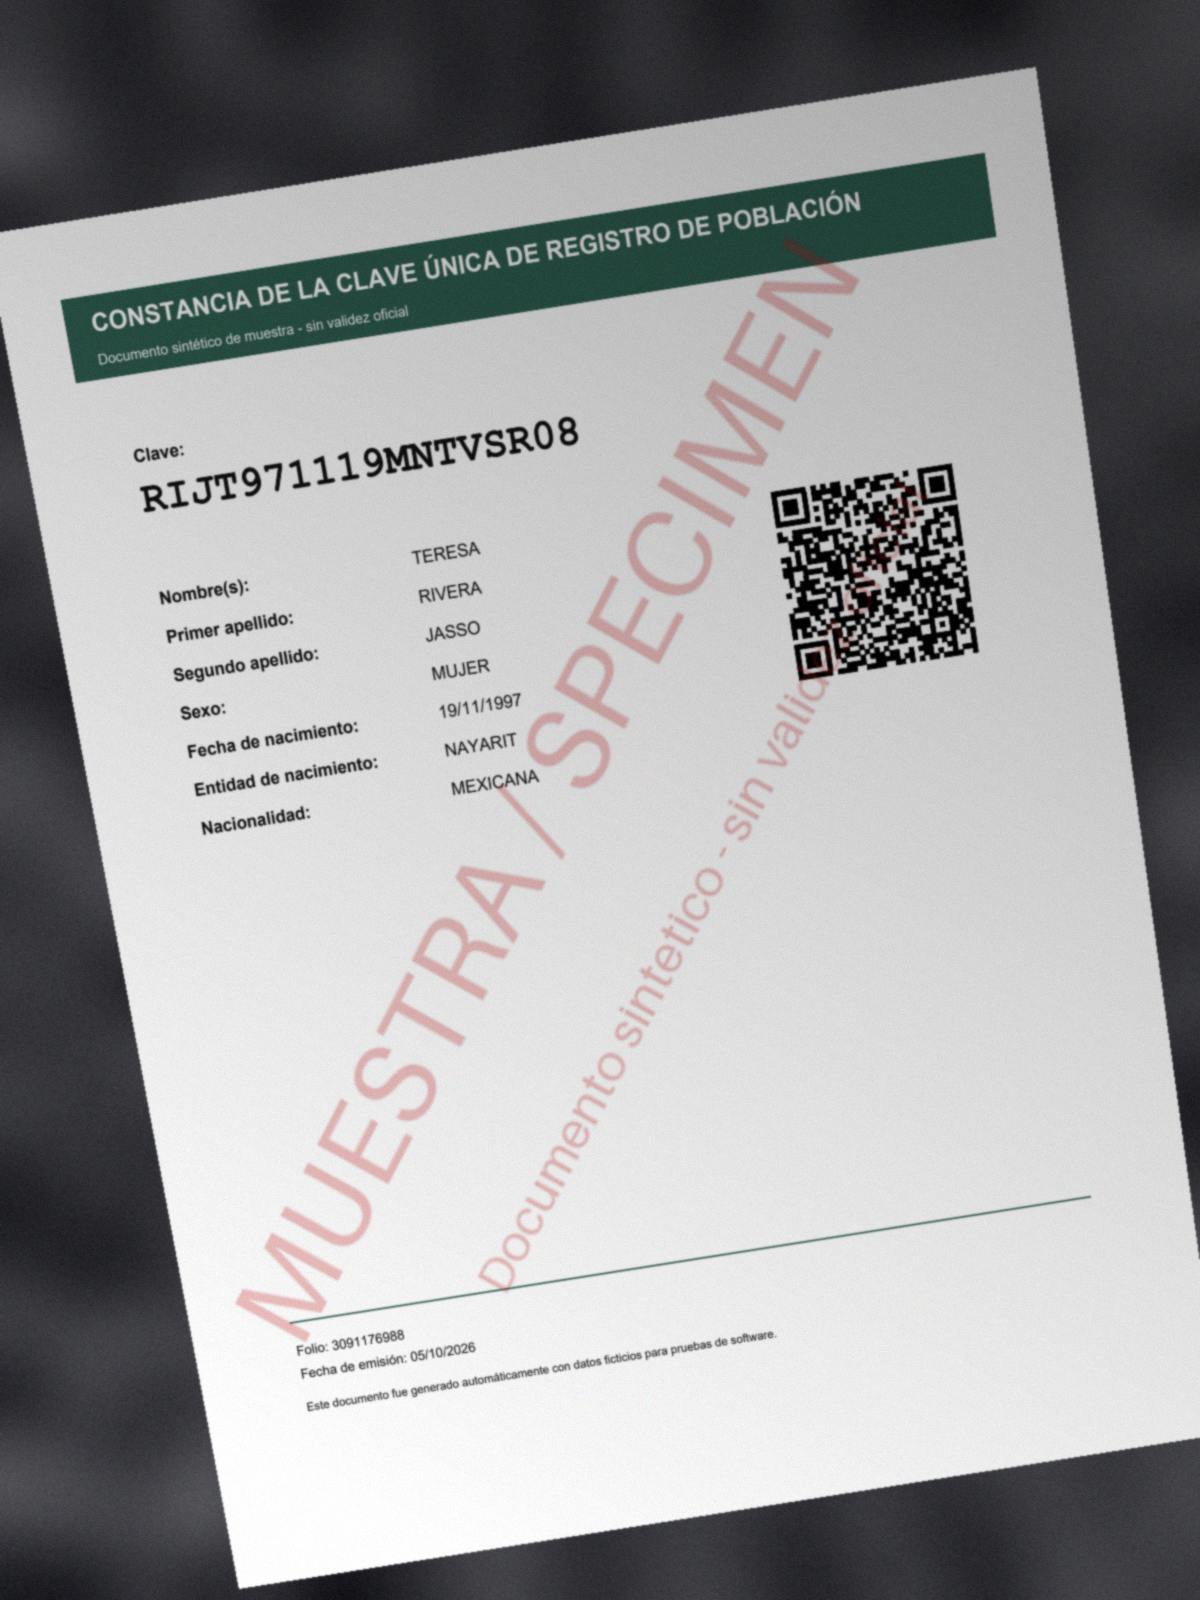 CONSTANCIA DE LA CLAVE ÚNICA DE REGISTRO DE POBLACIÓN
Documento sintético de muestra - sin validez oficial
Clave:
RIJT971119MNTVSR08
Nombre(s): TERESA
Primer apellido: RIVERA
Segundo apellido: JASSO
Sexo: MUJER
Fecha de nacimiento: 19/11/1997
Entidad de nacimiento: NAYARIT
Nacionalidad: MEXICANA
MUESTRA / SPECIMEN
Documento sintetico - sin validez oficial
Folio: 3091176988
Fecha de emisión: 05/10/2026
Este documento fue generado automáticamente con datos ficticios para pruebas de software.